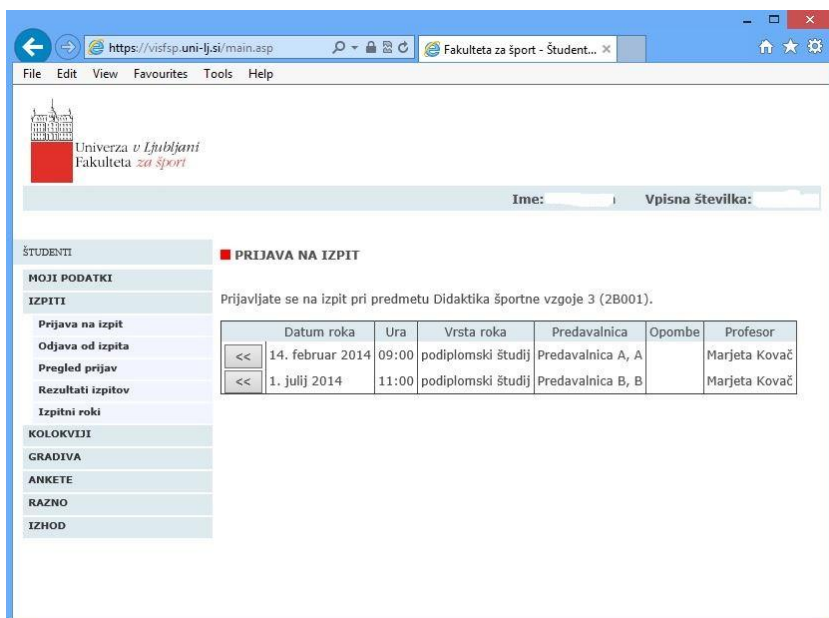 https://visfsp.uni-lj.si/main.asp
Fakulteta za šport - Študent...
File Edit View Favourites Tools Help
Univerza v Ljubljani
Fakulteta za šport
Ime: Vpisna številka:
ŠTUDENTI
MOJI PODATKI
IZPITI
Prijava na izpit
Odjava od izpita
Pregled prijav
Rezultati izpitov
Izpitni roki
KOLOKVIJI
GRADIVA
ANKETE
RAZNO
IZHOD
PRIJAVA NA IZPIT
Prijavljate se na izpit pri predmetu Didaktika športne vzgoje 3 (2B001).
Datum roka Ura Vrsta roka Predavalnica Opombe Profesor
<< 14. februar 2014 09:00 podiplomski študij Predavalnica A, A Marjeta Kovač
<< 1. julij 2014 11:00 podiplomski študij Predavalnica B, B Marjeta Kovač